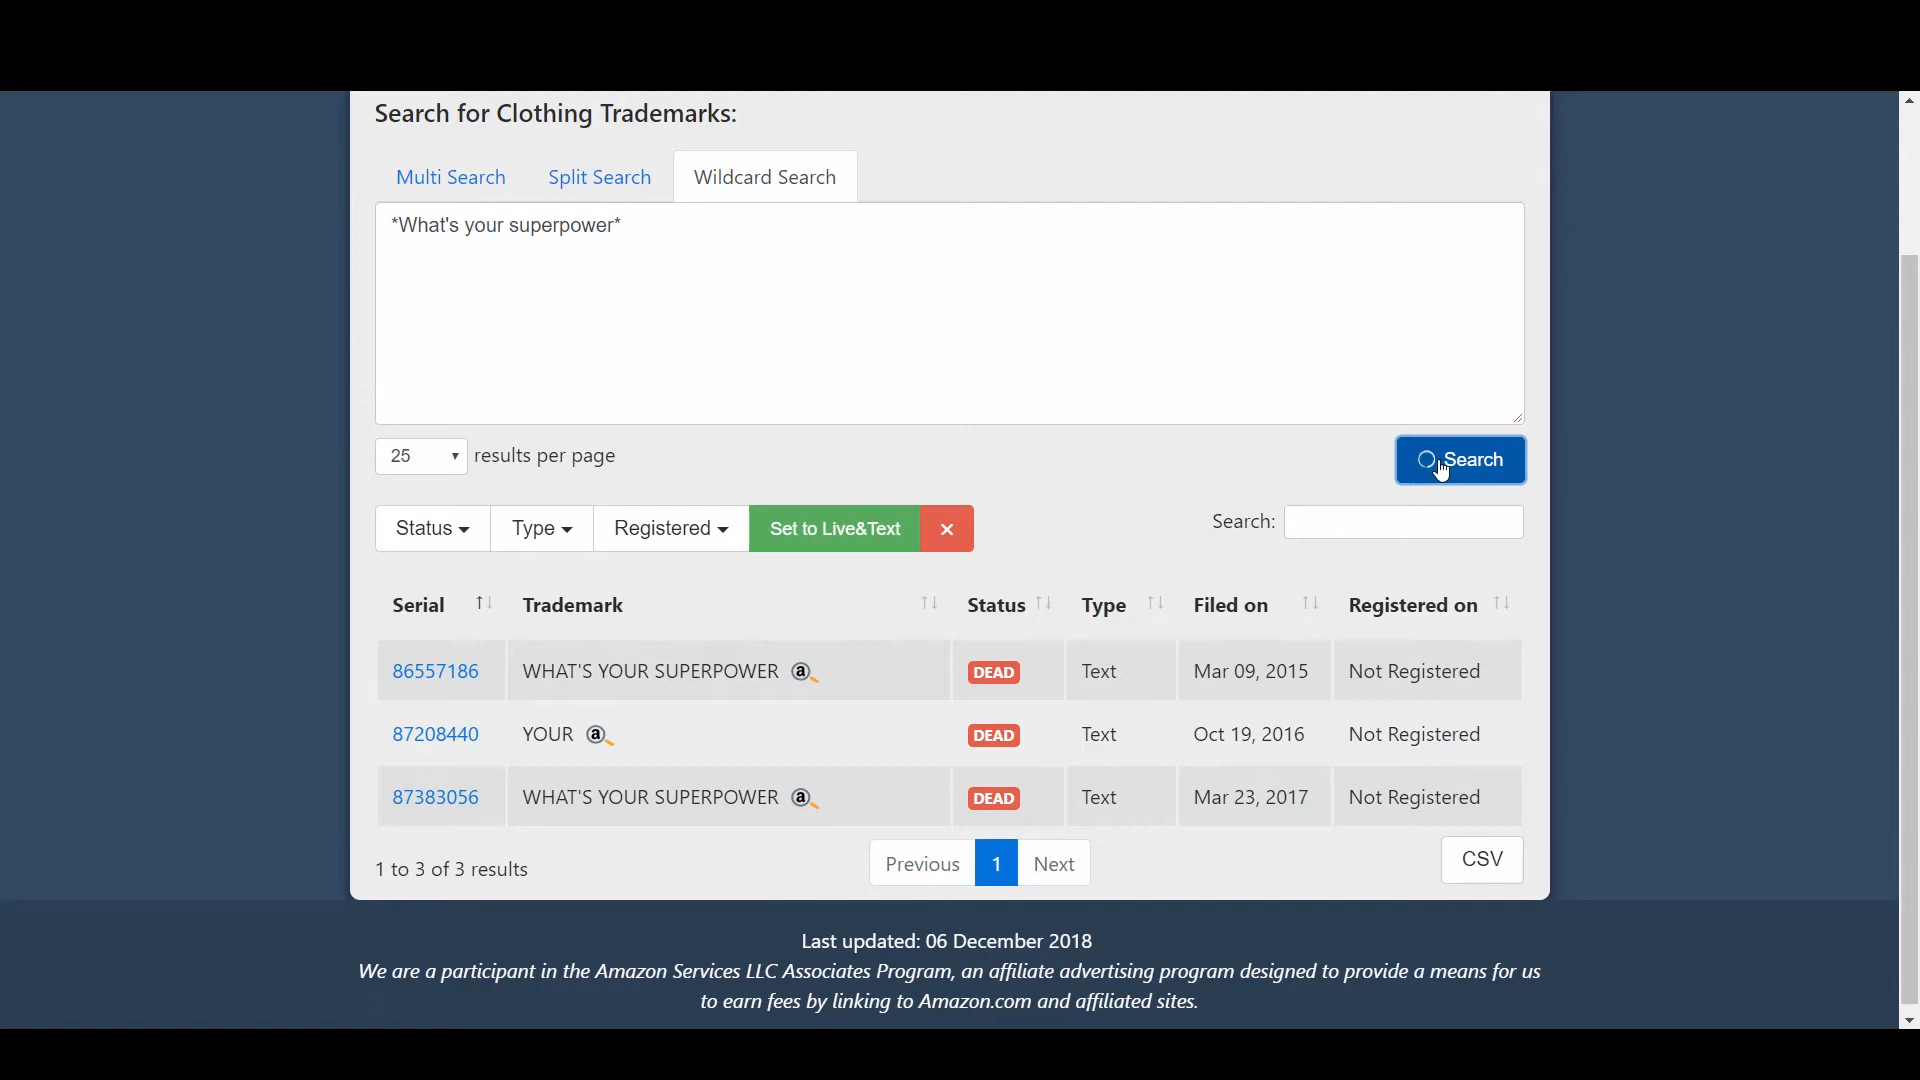 Search for Clothing Trademarks:
Multi Search Split Search Wildcard Search
*What's your superpower*
25 results per page
Search
Status Type Registered Set to Live&Text × Search:
Serial Trademark Status Type Filed on Registered on
86557186 WHAT'S YOUR SUPERPOWER a DEAD Text Mar 09, 2015 Not Registered
87208440 YOUR a DEAD Text Oct 19, 2016 Not Registered
87383056 WHAT'S YOUR SUPERPOWER a DEAD Text Mar 23, 2017 Not Registered
1 to 3 of 3 results Previous 1 Next CSV
Last updated: 06 December 2018
We are a participant in the Amazon Services LLC Associates Program, an affiliate advertising program designed to provide a means for us
to earn fees by linking to Amazon.com and affiliated sites.